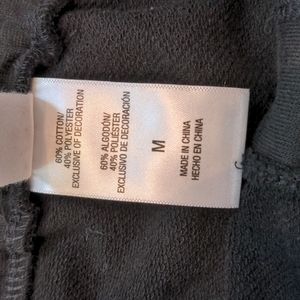 60% COTTON/
40% POLYESTER
EXCLUSIVE OF DECORATION
60% ALGODÓN/
40% POLIÉSTER
EXCLUSIVO DE DECORACIÓN
M
MADE IN CHINA
HECHO EN CHINA